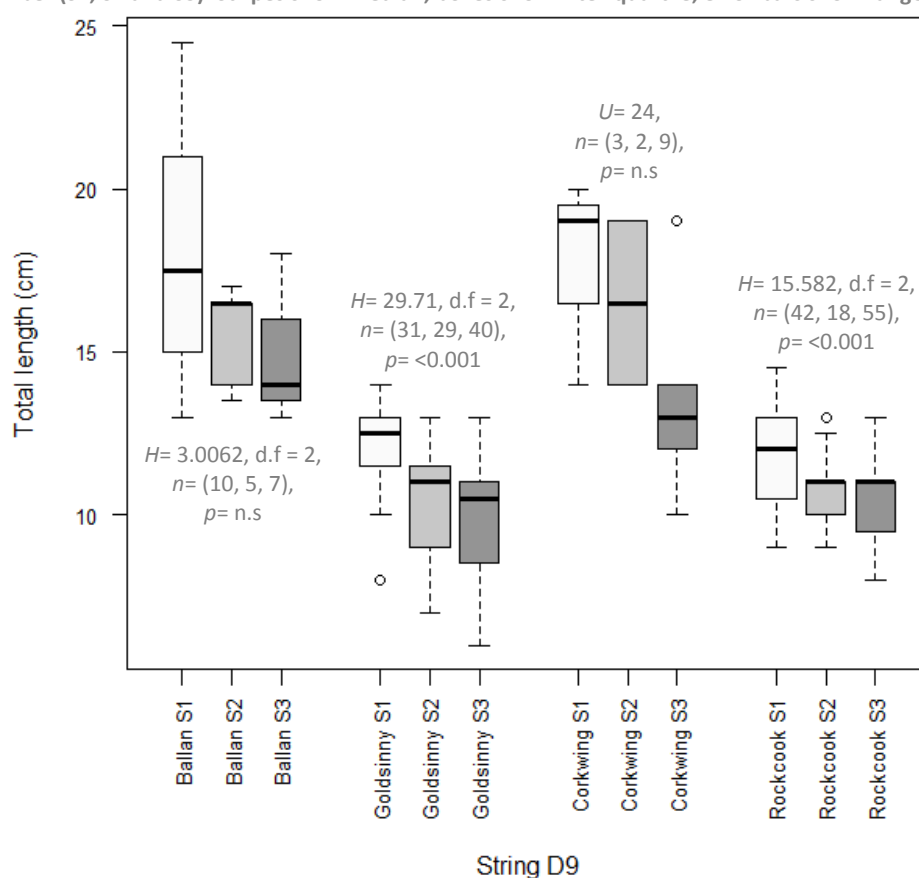 25
20
15
10
Total length (cm)
U= 24,
n= (3, 2, 9),
p= n.s
H= 29.71, d.f = 2,
n= (31, 29, 40),
p= <0.001
H= 15.582, d.f = 2,
n= (42, 18, 55),
p= <0.001
H= 3.0062, d.f = 2,
n= (10, 5, 7),
p= n.s
Ballan S1
Ballan S2
Ballan S3
Goldsinny S1
Goldsinny S2
Goldsinny S3
Corkwing S1
Corkwing S2
Corkwing S3
Rockcook S1
Rockcook S2
Rockcook S3
String D9